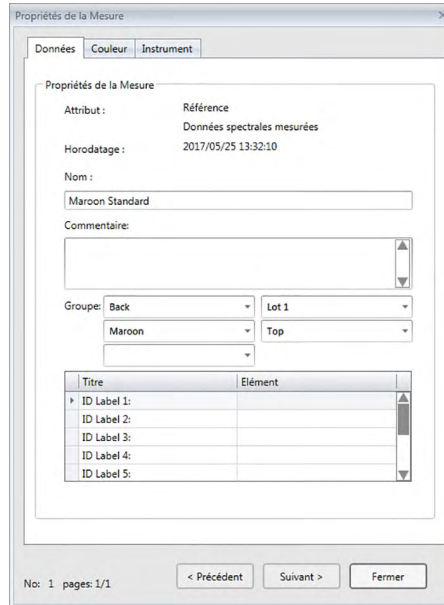 Propriétés de la Mesure
Données Couleur Instrument
Propriétés de la Mesure
Attribut : Référence
Données spectrales mesurées
Horodatage : 2017/05/25 13:32:10
Nom :
Maroon Standard
Commentaire:
Groupe: Back Lot 1
Maroon Top
Titre Elément
ID Label 1:
ID Label 2:
ID Label 3:
ID Label 4:
ID Label 5:
No: 1 pages: 1/1 < Précédent Suivant > Fermer